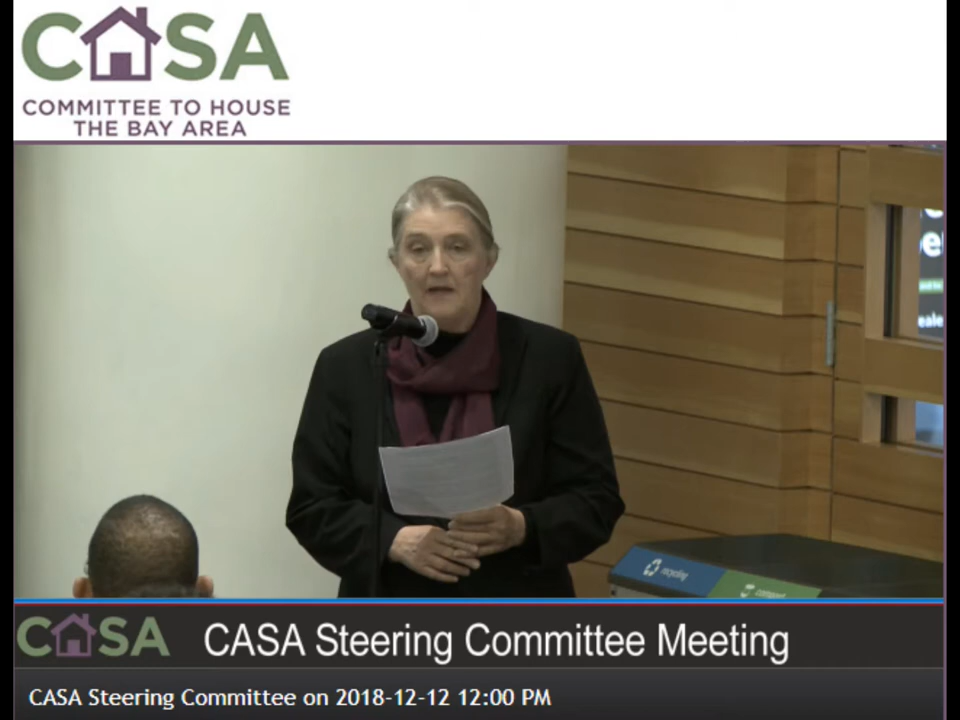 CASA
COMMITTEE TO HOUSE
THE BAY AREA
recycling
compost
CASA
CASA Steering Committee Meeting
CASA Steering Committee on 2018-12-12 12:00 PM